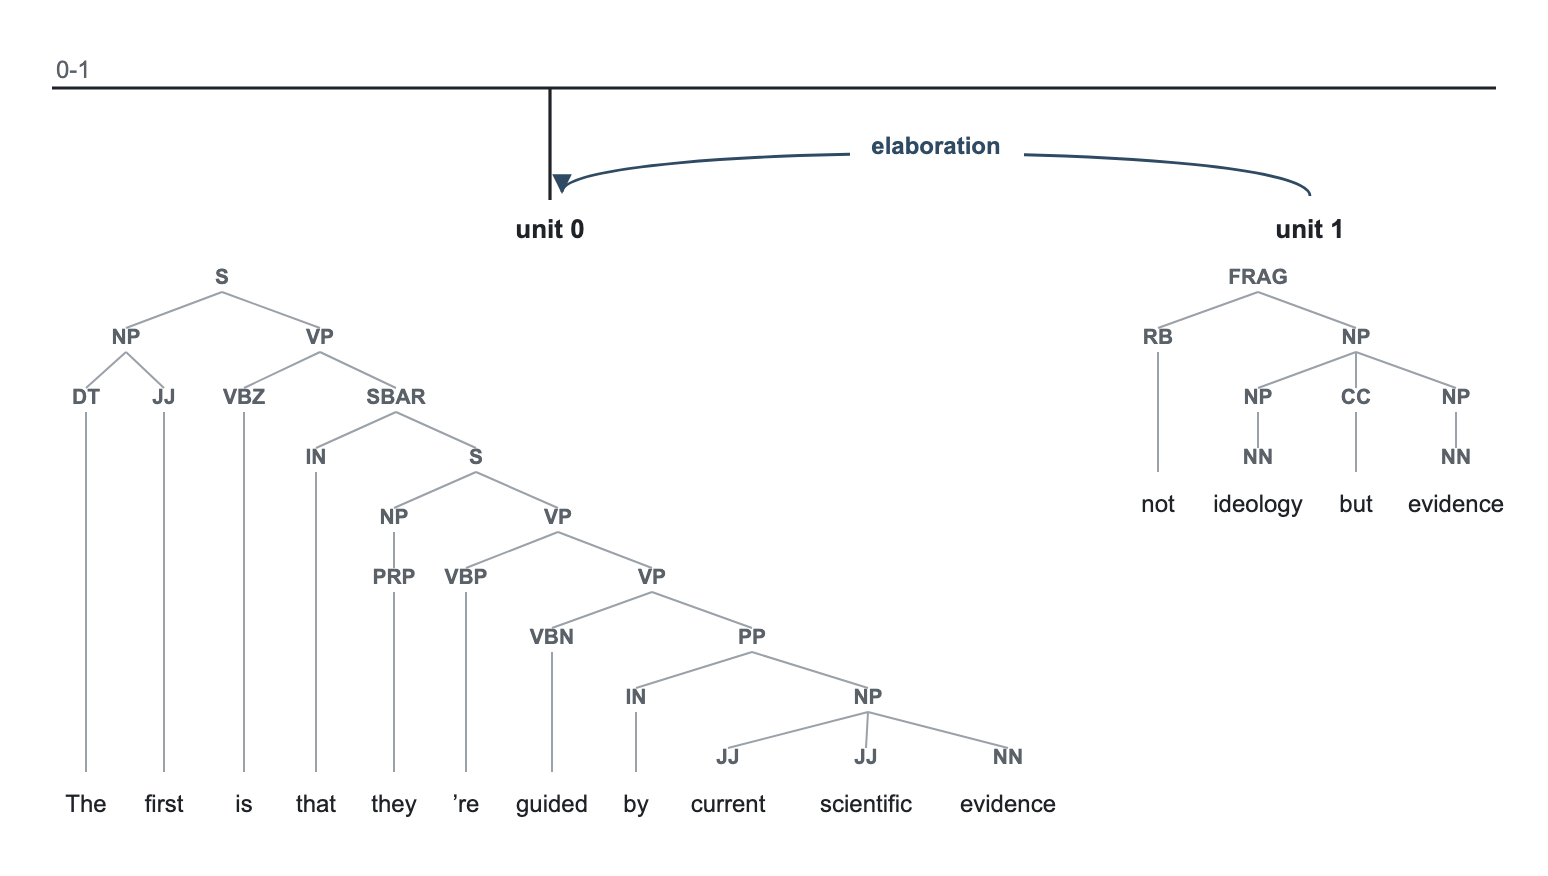 0-1
elaboration
unit 0 unit 1
S FRAG
NP VP RB NP
DT JJ VBZ SBAR NP CC NP
IN S NN NN
not ideology but evidence
NP VP
PRP VBP VP
VBN PP
IN NP
JJ JJ NN
The first is that they ’re guided by current scientific evidence